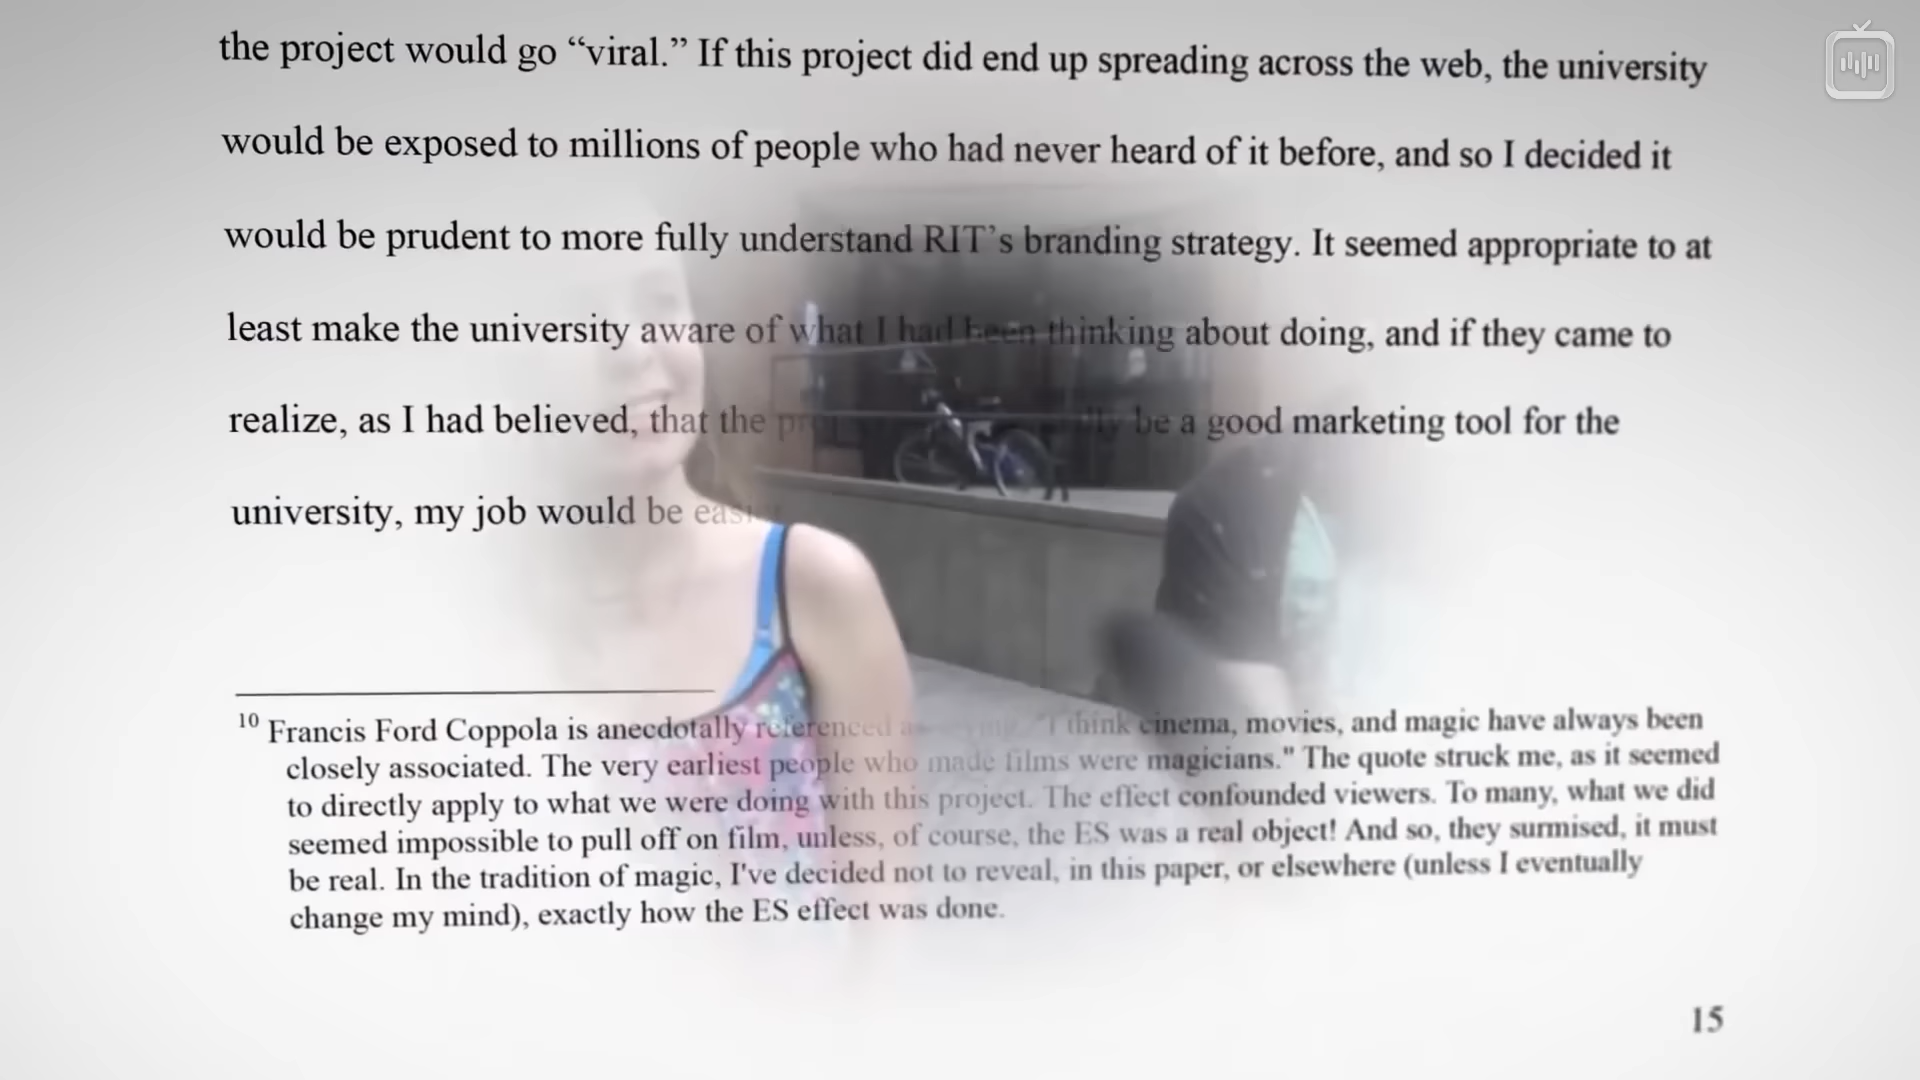 the project would go “viral.” If this project did end up spreading across the web, the university
would be exposed to millions of people who had never heard of it before, and so I decided it
would be prudent to more fully understand RIT’s branding strategy. It seemed appropriate to at
least make the university aware of what I had been thinking about doing, and if they came to
realize, as I had believed, that the be a good marketing tool for the
university, my job would be
10 Francis Ford Coppola is anecdotally referenced "I think cinema, movies, and magic have always been
closely associated. The very earliest people who made films were magicians." The quote struck me, as it seemed
to directly apply to what we were doing with this project. The effect confounded viewers. To many, what we did
seemed impossible to pull off on film, unless, of course, the ES was a real object! And so, they surmised, it must
be real. In the tradition of magic, I've decided not to reveal, in this paper, or elsewhere (unless I eventually
change my mind), exactly how the ES effect was done.
15